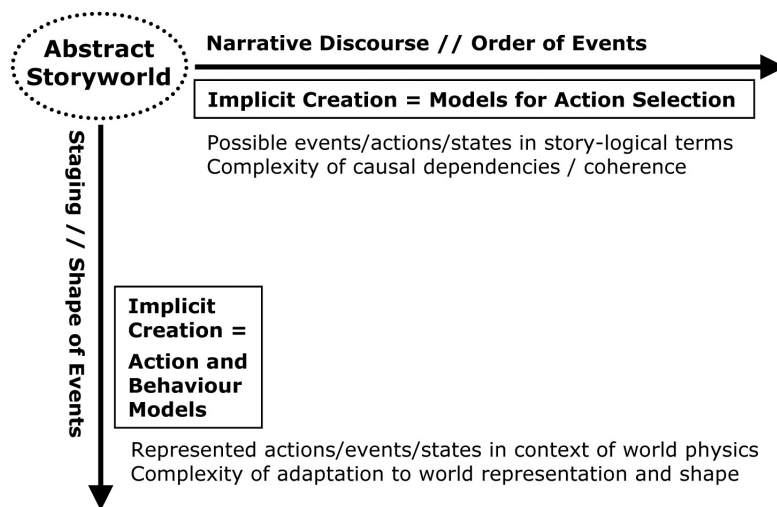 Abstract
Storyworld
Narrative Discourse // Order of Events
Implicit Creation = Models for Action Selection
Possible events/actions/states in story-logical terms
Complexity of causal dependencies / coherence
Staging // Shape of Events
Implicit
Creation =
Action and
Behaviour
Models
Represented actions/events/states in context of world physics
Complexity of adaptation to world representation and shape